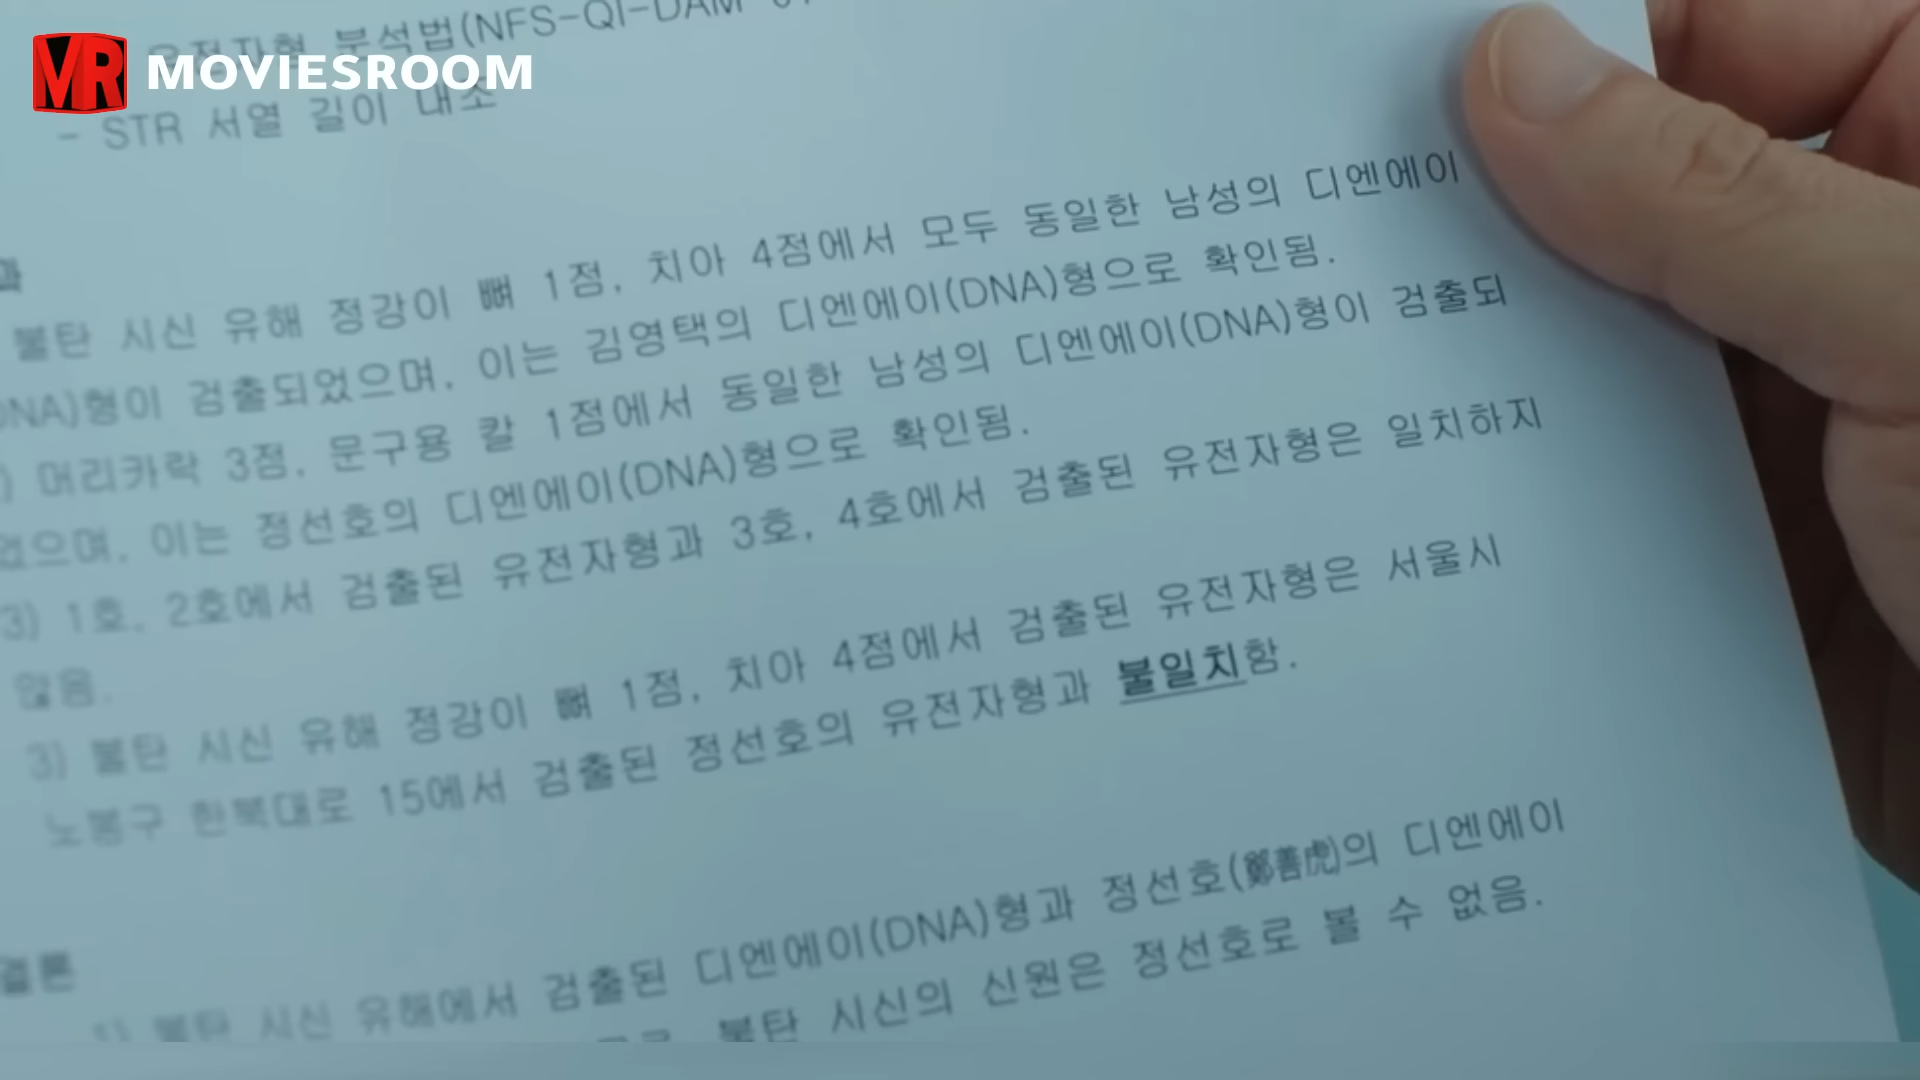 MOVIESROOM
유전자형 분석법(NFS-QI-DAM
- STR 서열 길이 대조
과
불탄 시신 유해 정강이 뼈 1점, 치아 4점에서 모두 동일한 남성의 디엔에이
DNA)형이 검출되었으며, 이는 김영택의 디엔에이(DNA)형으로 확인됨.
) 머리카락 3점, 문구용 칼 1점에서 동일한 남성의 디엔에이(DNA)형이 검출되
었으며, 이는 정선호의 디엔에이(DNA)형으로 확인됨.
3) 1호, 2호에서 검출된 유전자형과 3호, 4호에서 검출된 유전자형은 일치하지
않음.
3) 불탄 시신 유해 정강이 뼈 1점, 치아 4점에서 검출된 유전자형은 서울시
노봉구 한북대로 15에서 검출된 정선호의 유전자형과 불일치함.
결론
1) 불탄 시신 유해에서 검출된 디엔에이(DNA)형과 정선호(鄭善虎)의 디엔에이
불탄 시신의 신원은 정선호로 볼 수 없음.